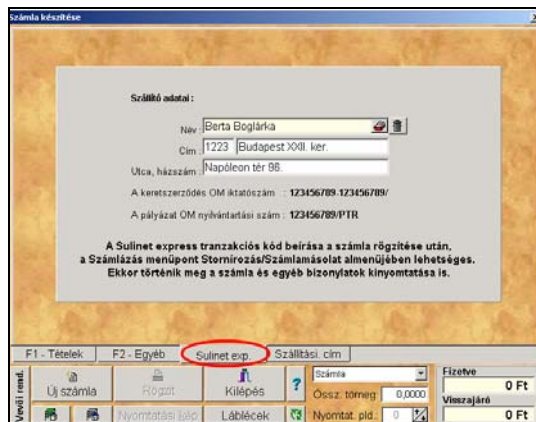 Számla készítése
Szállító adatai :
Név : Berta Boglárka
Cím : 1223 Budapest XXII. ker.
Utca, házszám : Napóleon tér 96.
A keretszerződés OM iktatószám : 123456789-123456789/
A pályázat OM nyilvántartási szám : 123456789/PTR
A Sulinet express tranzakciós kód beírása a számla rögzítése után,
a Számlázás menüpont Stornírozás/Számlamásolat almenüjében lehetséges.
Ekkor történik meg a számla és egyéb bizonylatok kinyomtatása is.
F1 - Tételek F2 - Egyéb Sulinet exp. Szállítási. cím
Vevői rend.
Új számla Rögzít Kilépés ?
Számla
Össz. tömeg 0,0000
Fizetve
0 Ft
Nyomtatási kép Láblécek
Nyomtat. pld.: 0
Visszajáró
0 Ft